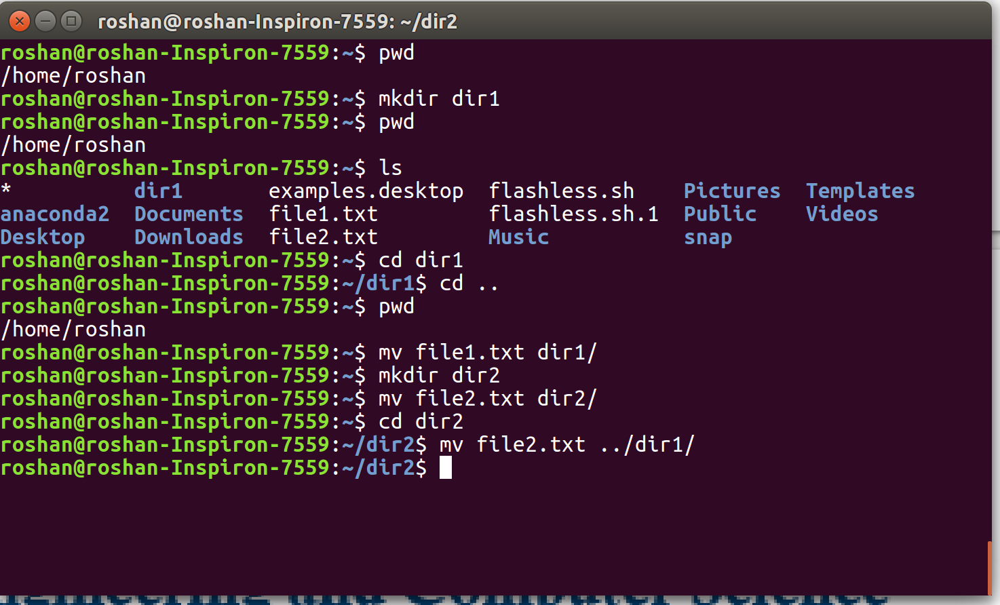 roshan@roshan-Inspiron-7559: ~/dir2
roshan@roshan-Inspiron-7559:~$ pwd
/home/roshan
roshan@roshan-Inspiron-7559:~$ mkdir dir1
roshan@roshan-Inspiron-7559:~$ pwd
/home/roshan
roshan@roshan-Inspiron-7559:~$ ls
* dir1 examples.desktop flashless.sh Pictures Templates
anaconda2 Documents file1.txt flashless.sh.1 Public Videos
Desktop Downloads file2.txt Music snap
roshan@roshan-Inspiron-7559:~$ cd dir1
roshan@roshan-Inspiron-7559:~/dir1$ cd ..
roshan@roshan-Inspiron-7559:~$ pwd
/home/roshan
roshan@roshan-Inspiron-7559:~$ mv file1.txt dir1/
roshan@roshan-Inspiron-7559:~$ mkdir dir2
roshan@roshan-Inspiron-7559:~$ mv file2.txt dir2/
roshan@roshan-Inspiron-7559:~$ cd dir2
roshan@roshan-Inspiron-7559:~/dir2$ mv file2.txt ../dir1/
roshan@roshan-Inspiron-7559:~/dir2$